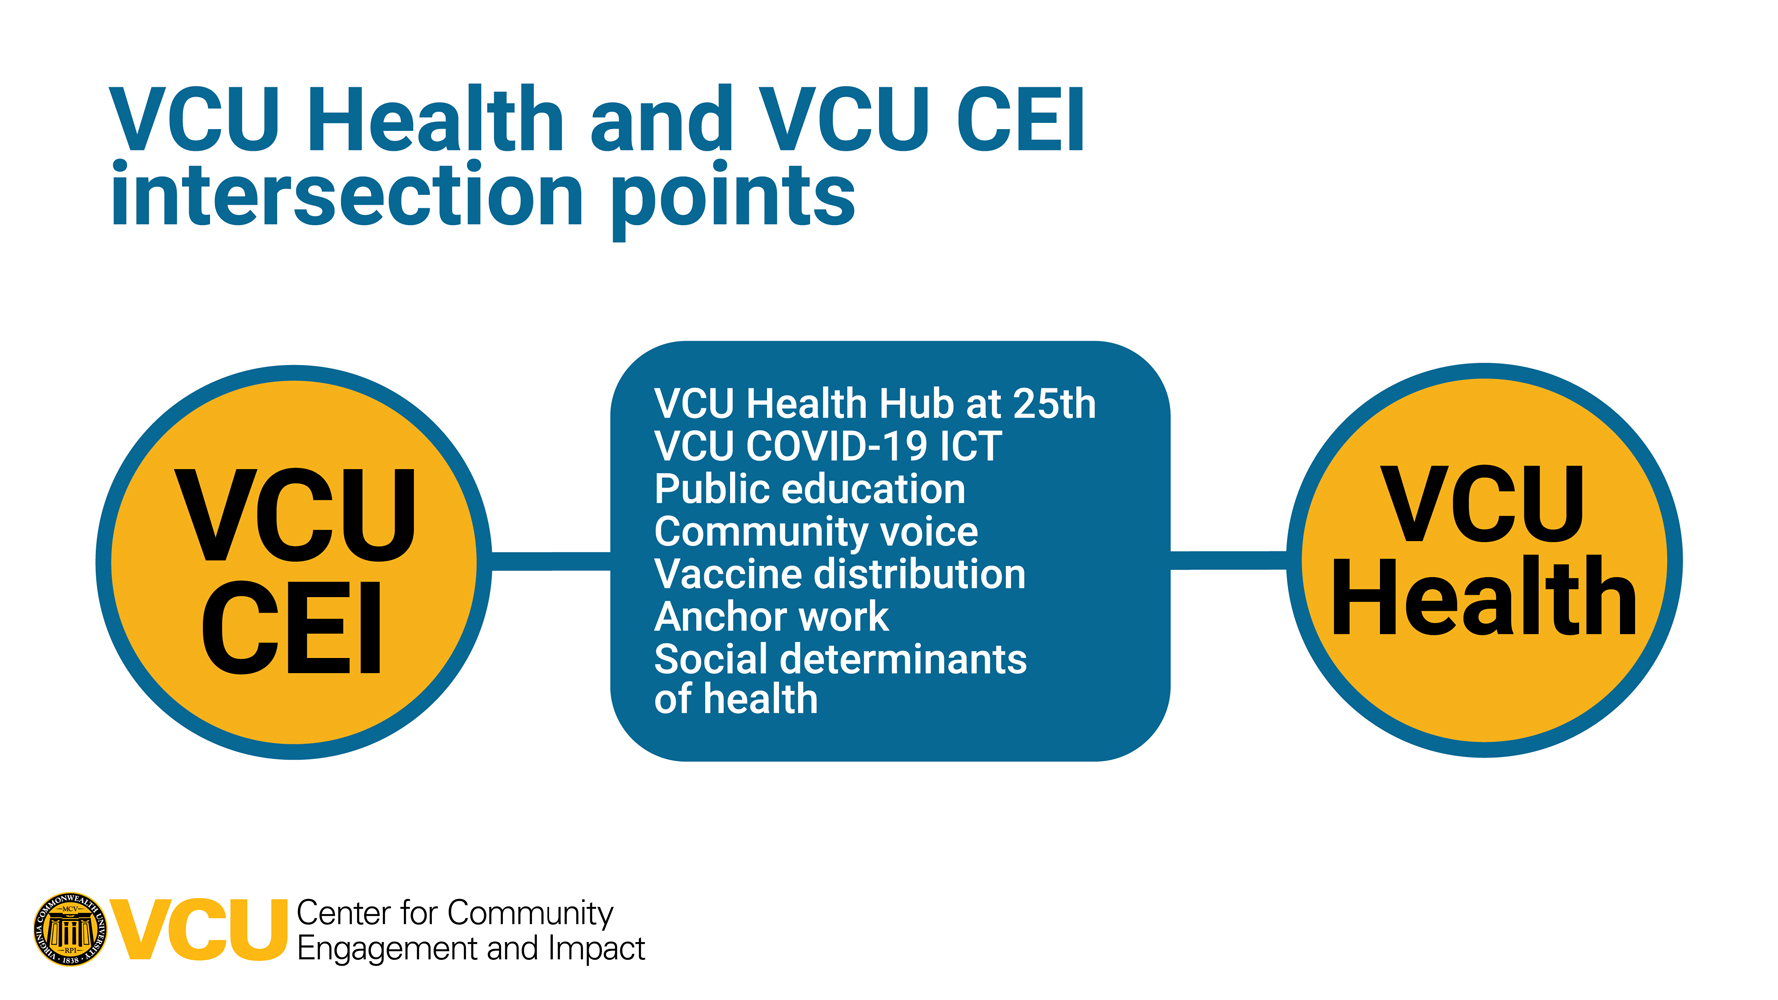 VCU Health and VCU CEI
intersection points
VCU
CEI
VCU Health Hub at 25th
VCU COVID-19 ICT
Public education
Community voice
Vaccine distribution
Anchor work
Social determinants
of health
VCU
Health
VIRGINIA COMMONWEALTH UNIVERSITY
MCV
RPI
1838
VCU
Center for Community
Engagement and Impact